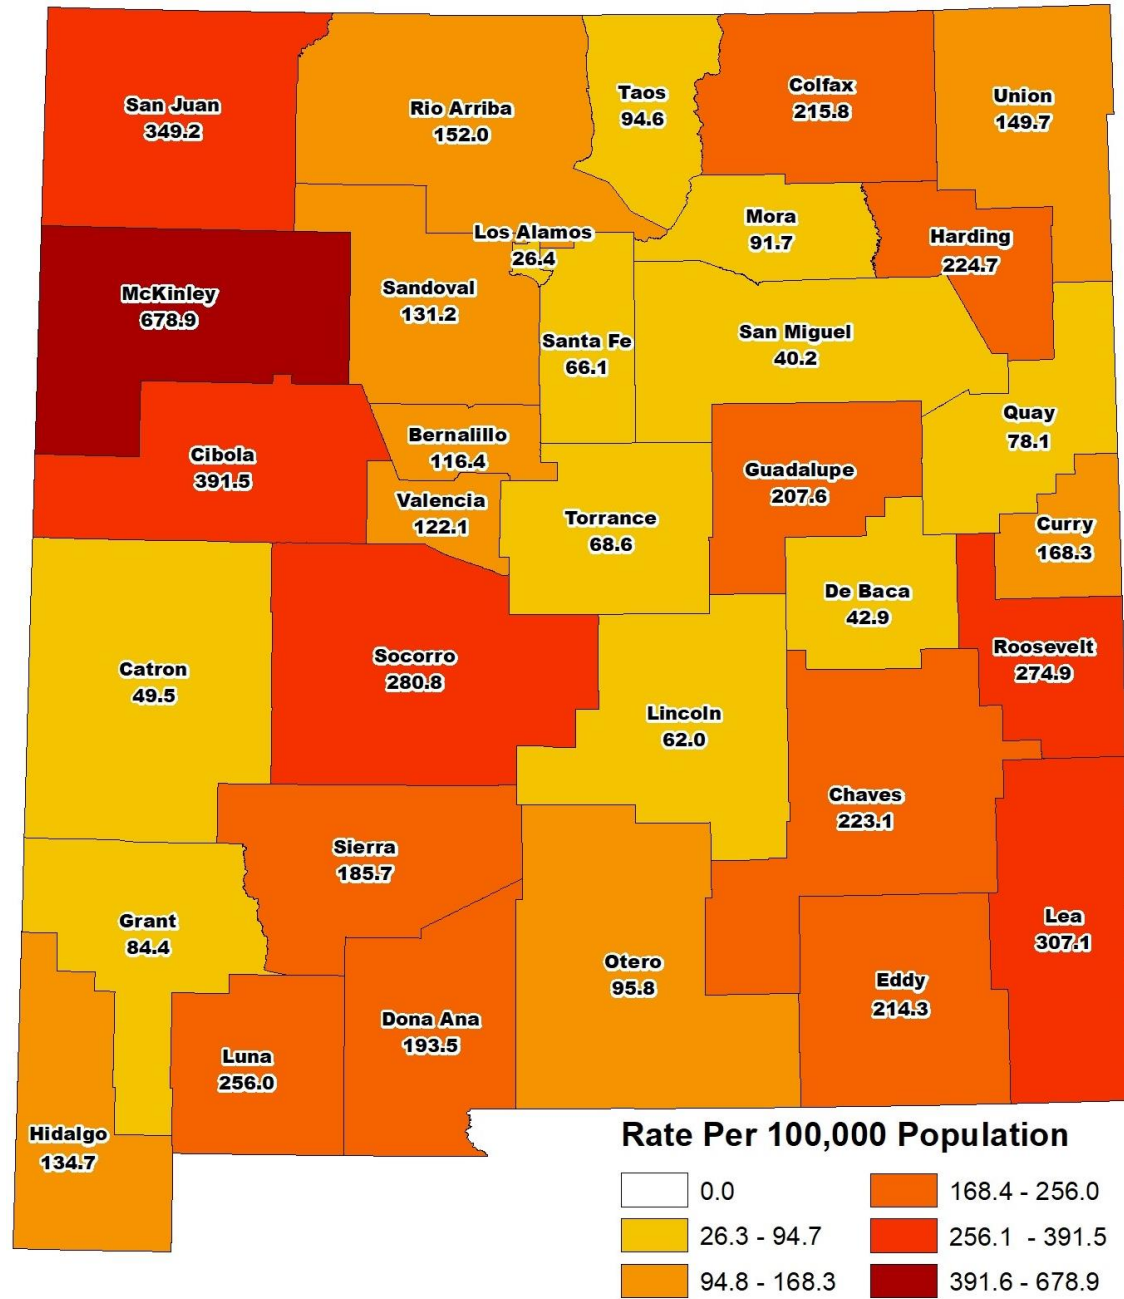 San Juan
349.2
Rio Arriba
152.0
Taos
94.6
Colfax
215.8
Union
149.7
Los Alamos
26.4
Mora
91.7
Harding
224.7
McKinley
678.9
Sandoval
131.2
Santa Fe
66.1
San Miguel
40.2
Cibola
391.5
Bernalillo
116.4
Valencia
122.1
Torrance
68.6
Guadalupe
207.6
Quay
78.1
Curry
168.3
De Baca
42.9
Roosevelt
274.9
Catron
49.5
Socorro
280.8
Lincoln
62.0
Chaves
223.1
Sierra
185.7
Grant
84.4
Otero
95.8
Eddy
214.3
Lea
307.1
Luna
256.0
Dona Ana
193.5
Hidalgo
134.7
Rate Per 100,000 Population
0.0
26.3 - 94.7
94.8 - 168.3
168.4 - 256.0
256.1 - 391.5
391.6 - 678.9